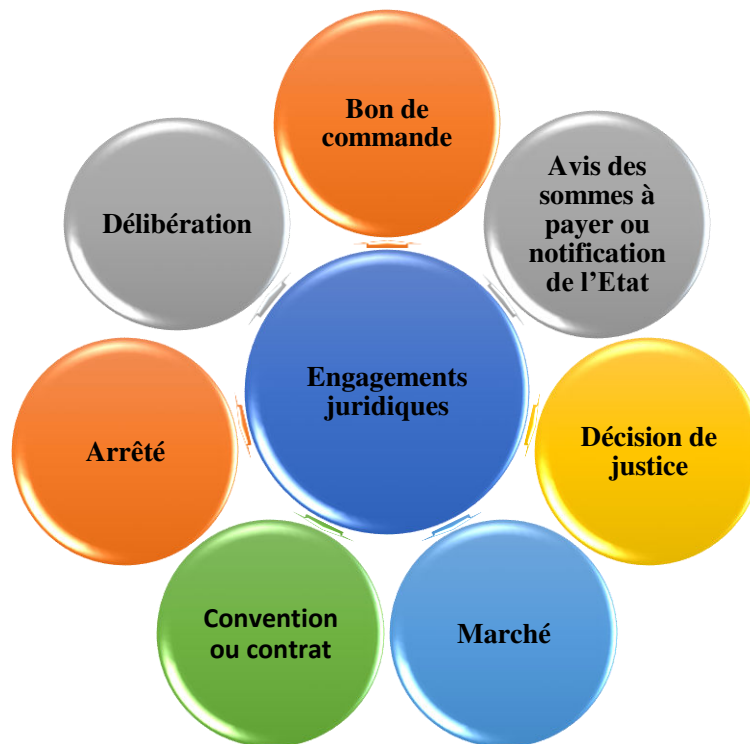 Bon de
commande
Avis des
sommes à
payer ou
notification
de l'Etat
Décision de
justice
Marché
Convention
ou contrat
Arrêté
Délibération
Engagements
juridiques